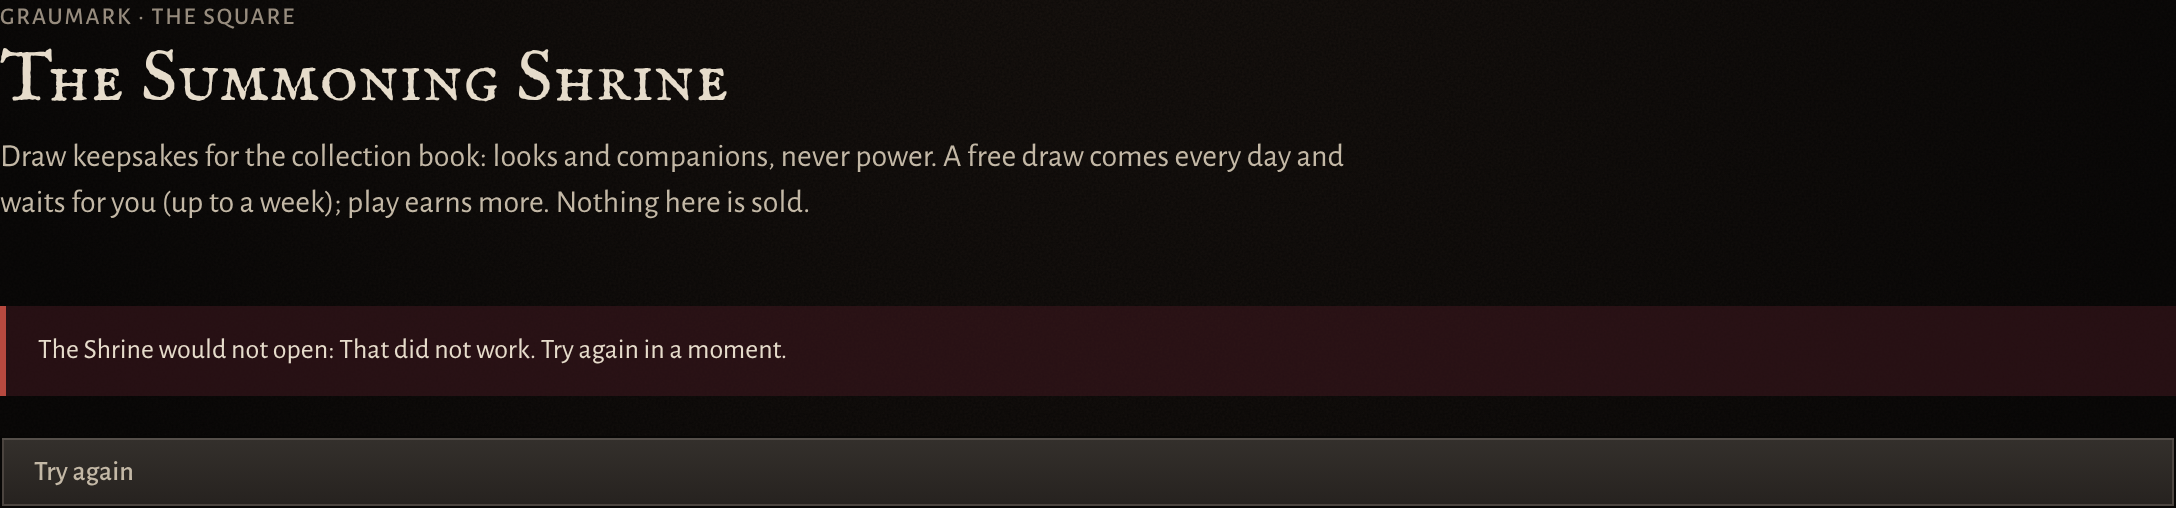 GRAUMARK · THE SQUARE
The Summoning Shrine
Draw keepsakes for the collection book: looks and companions, never power. A free draw comes every day and
waits for you (up to a week); play earns more. Nothing here is sold.
The Shrine would not open: That did not work. Try again in a moment.
Try again